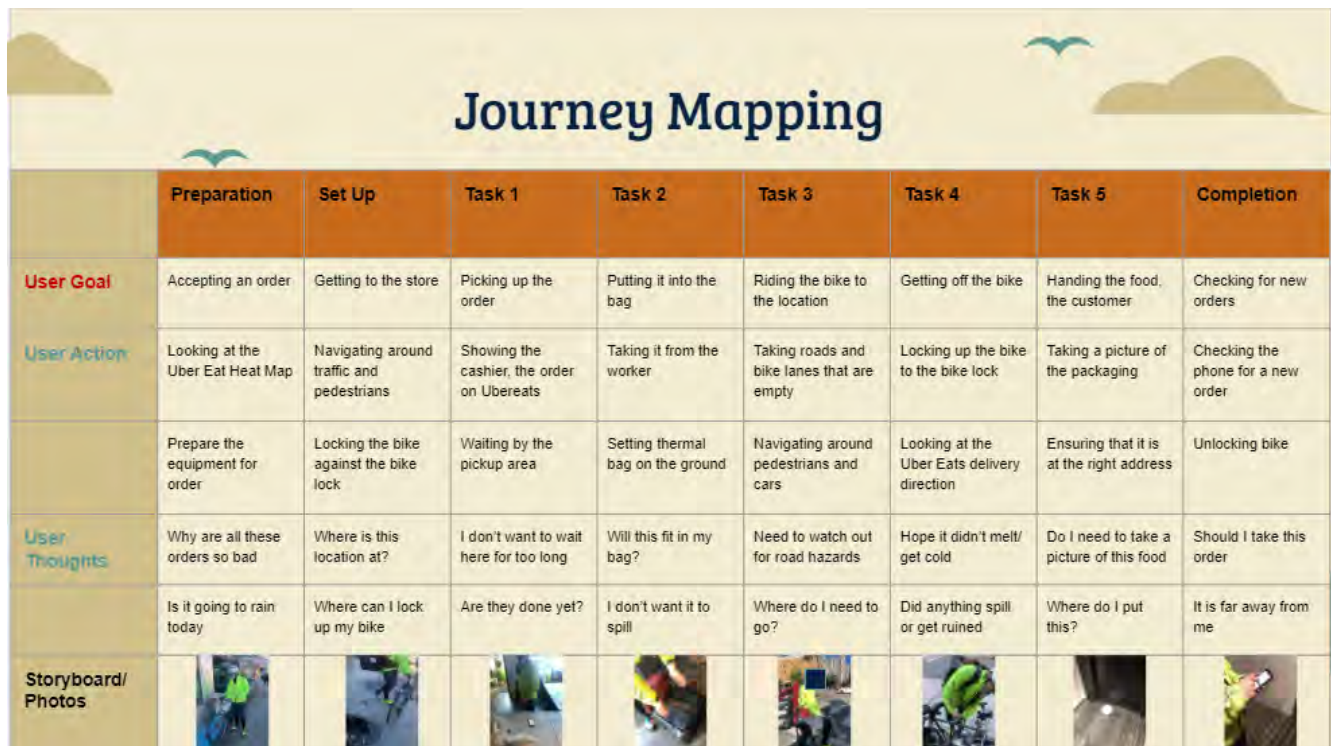 Journey Mapping
Preparation
Set Up
Task 1
Task 2
Task 3
Task 4
Task 5
Completion
User Goal
Accepting an order
Getting to the store
Picking up the
order
Putting it into the
bag
Riding the bike to
the location
Getting off the bike
Handing the food,
the customer
Checking for new
orders
User Action
Looking at the
Uber Eat Heat Map
Navigating around
traffic and
pedestrians
Showing the
cashier, the order
on Ubereats
Taking it from the
worker
Taking roads and
bike lanes that are
empty
Locking up the bike
to the bike lock
Taking a picture of
the packaging
Checking the
phone for a new
order
Prepare the
equipment for
order
Locking the bike
against the bike
lock
Waiting by the
pickup area
Setting thermal
bag on the ground
Navigating around
pedestrians and
cars
Looking at the
Uber Eats delivery
direction
Ensuring that it is
at the right address
Unlocking bike
User
Thoughts
Why are all these
orders so bad
Where is this
location at?
I don't want to wait
here for too long
Will this fit in my
bag?
Need to watch out
for road hazards
Hope it didn't melt/
get cold
Do I need to take a
picture of this food
Should I take this
order
Is it going to rain
today
Where can I lock
up my bike
Are they done yet?
I don't want it to
spill
Where do I need to
go?
Did anything spill
or get ruined
Where do I put
this?
It is far away from
me
Storyboard/
Photos